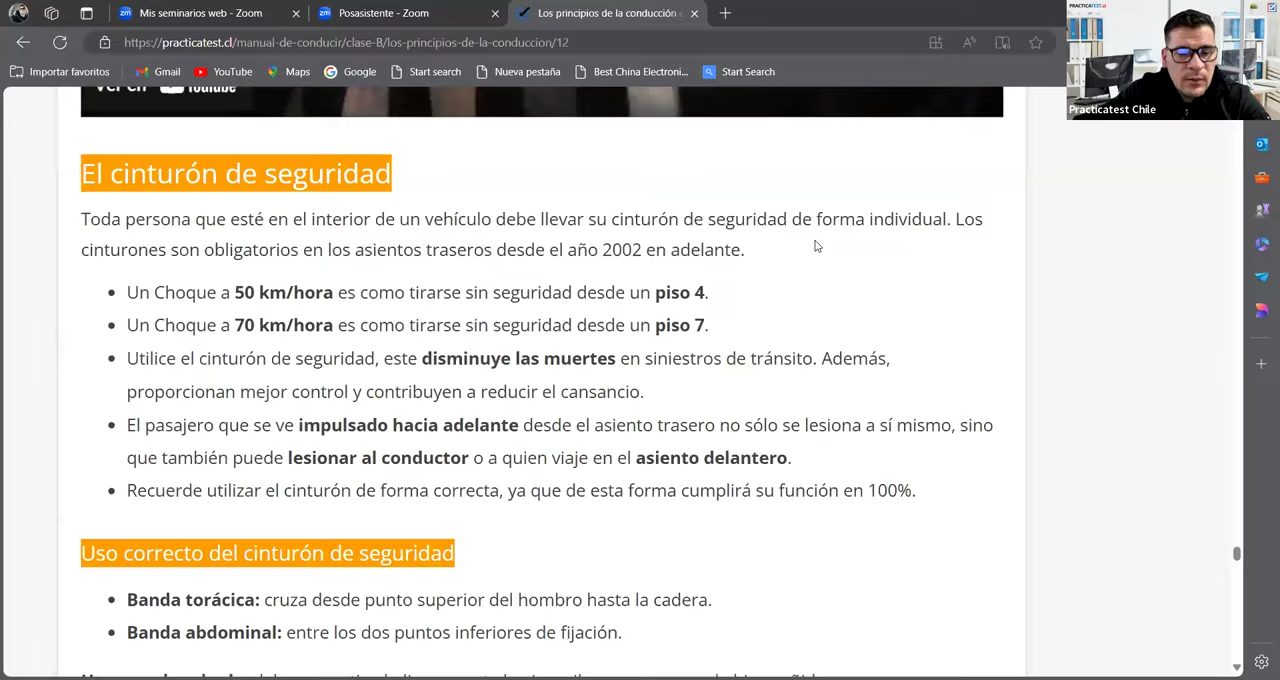 Mis seminarios web - Zoom
Posasistente - Zoom
Los principios de la conducción
https://practicatest.cl/manual-de-conducir/clase-B/los-principios-de-la-conduccion/12
Importar favoritos
Gmail
YouTube
Maps
Google
Start search
Nueva pestaña
Best China Electroni...
Start Search
PRACTICATEST.cl
Practicatest Chile
Ver en YouTube
El cinturón de seguridad
Toda persona que esté en el interior de un vehículo debe llevar su cinturón de seguridad de forma individual. Los
cinturones son obligatorios en los asientos traseros desde el año 2002 en adelante.
• Un Choque a 50 km/hora es como tirarse sin seguridad desde un piso 4.
• Un Choque a 70 km/hora es como tirarse sin seguridad desde un piso 7.
• Utilice el cinturón de seguridad, este disminuye las muertes en siniestros de tránsito. Además,
proporcionan mejor control y contribuyen a reducir el cansancio.
• El pasajero que se ve impulsado hacia adelante desde el asiento trasero no sólo se lesiona a sí mismo, sino
que también puede lesionar al conductor o a quien viaje en el asiento delantero.
• Recuerde utilizar el cinturón de forma correcta, ya que de esta forma cumplirá su función en 100%.
Uso correcto del cinturón de seguridad
• Banda torácica: cruza desde punto superior del hombro hasta la cadera.
• Banda abdominal: entre los dos puntos inferiores de fijación.